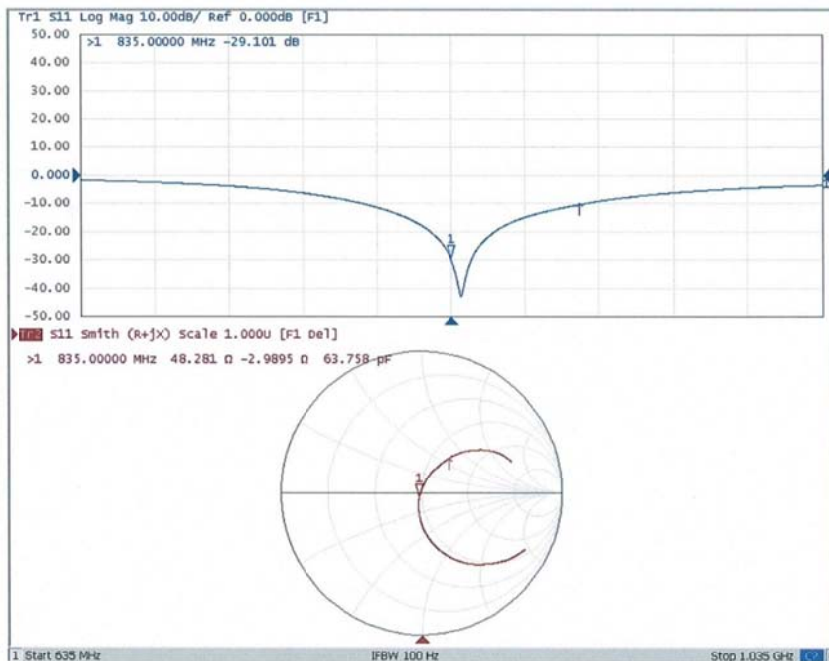 Tr1 S11 Log Mag 10.00dB/ Ref 0.000dB [F1]
50.00
>1 835.00000 MHz -29.101 dB
40.00
30.00
20.00
10.00
0.000
-10.00
-20.00
1
-30.00
-40.00
-50.00
Tr2 S11 Smith (R+jX) Scale 1.000U [F1 Del]
>1 835.00000 MHz 48.281 Ω -2.9895 Ω 63.758 pF
1
1 Start 635 MHz IFBW 100 Hz Stop 1.035 GHz